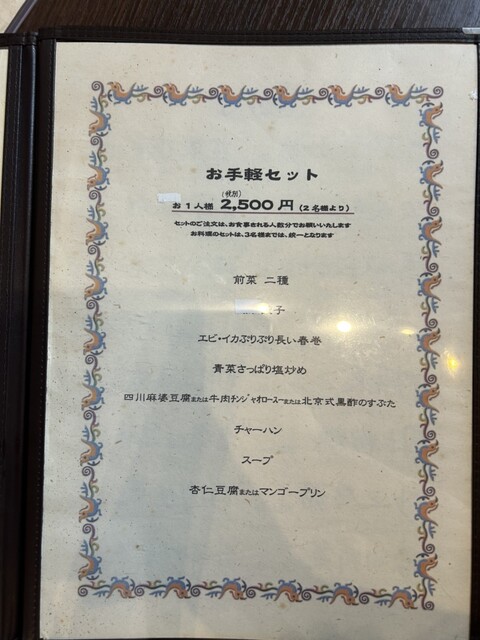 お手軽セット
(税別)
お1人様 2,500円 (2名様より)
セットのご注文は、お食事される人数分でお願いいたします
お料理のセットは、3名様までは、統一となります
前菜 二種
子
エビ・イカぷりぷり長い春巻
青菜さっぱり塩炒め
四川麻婆豆腐または牛肉チンジャオロースーまたは北京式黒酢のすぶた
チャーハン
スープ
杏仁豆腐またはマンゴープリン